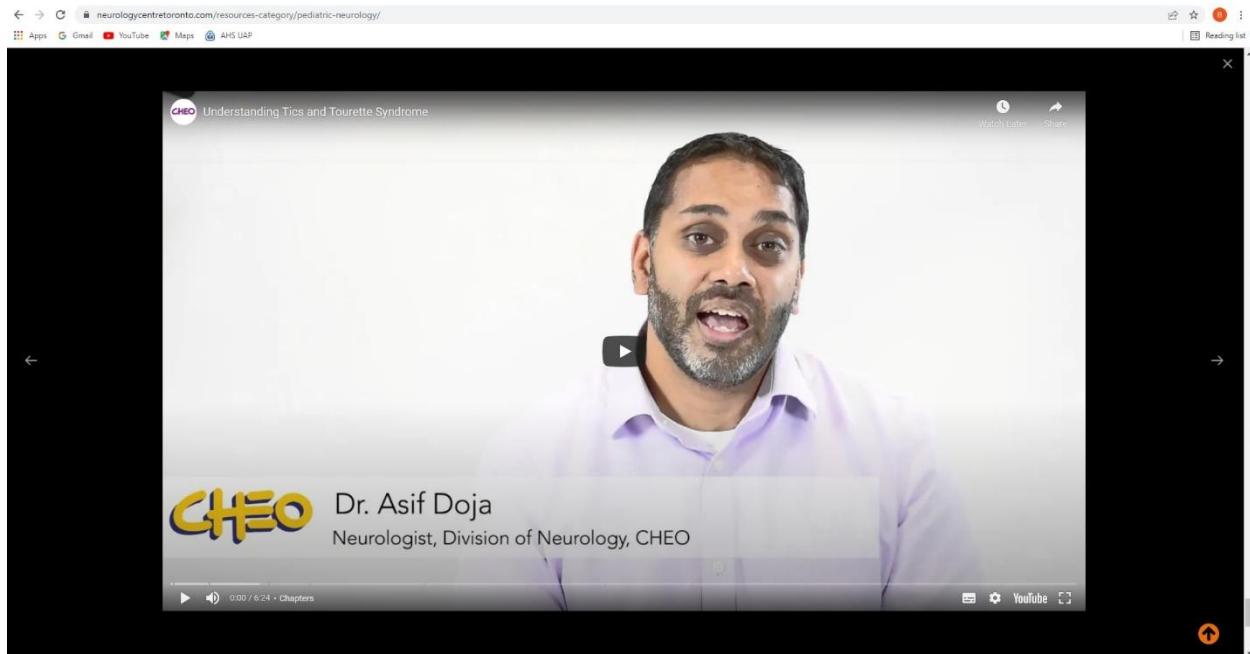 neurologycentretoronto.com/resources-category/pediatric-neurology/
B
Apps G Gmail YouTube Maps AHS UAP
Reading list
CHEO Understanding Tics and Tourette Syndrome
Watch Later Share
CHEO
Dr. Asif Doja
Neurologist, Division of Neurology, CHEO
0:00 / 6:24 • Chapters
YouTube